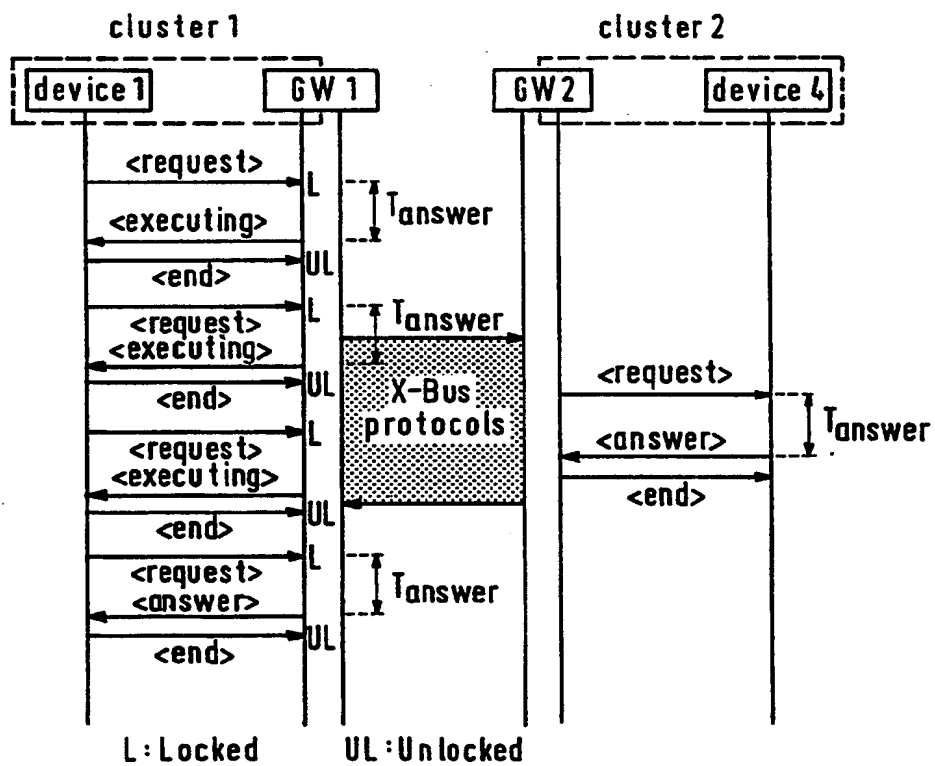 cluster 1
cluster 2
device 1
GW 1
GW 2
device 4
<request>
L
Tanswer
<executing>
UL
<end>
L
Tanswer
<request>
<executing>
UL
<end>
X-Bus
protocols
<request>
Tanswer
<answer>
<end>
L
<request>
<executing>
UL
<end>
L
<request>
Tanswer
<answer>
UL
<end>
L : Locked
UL : Unlocked